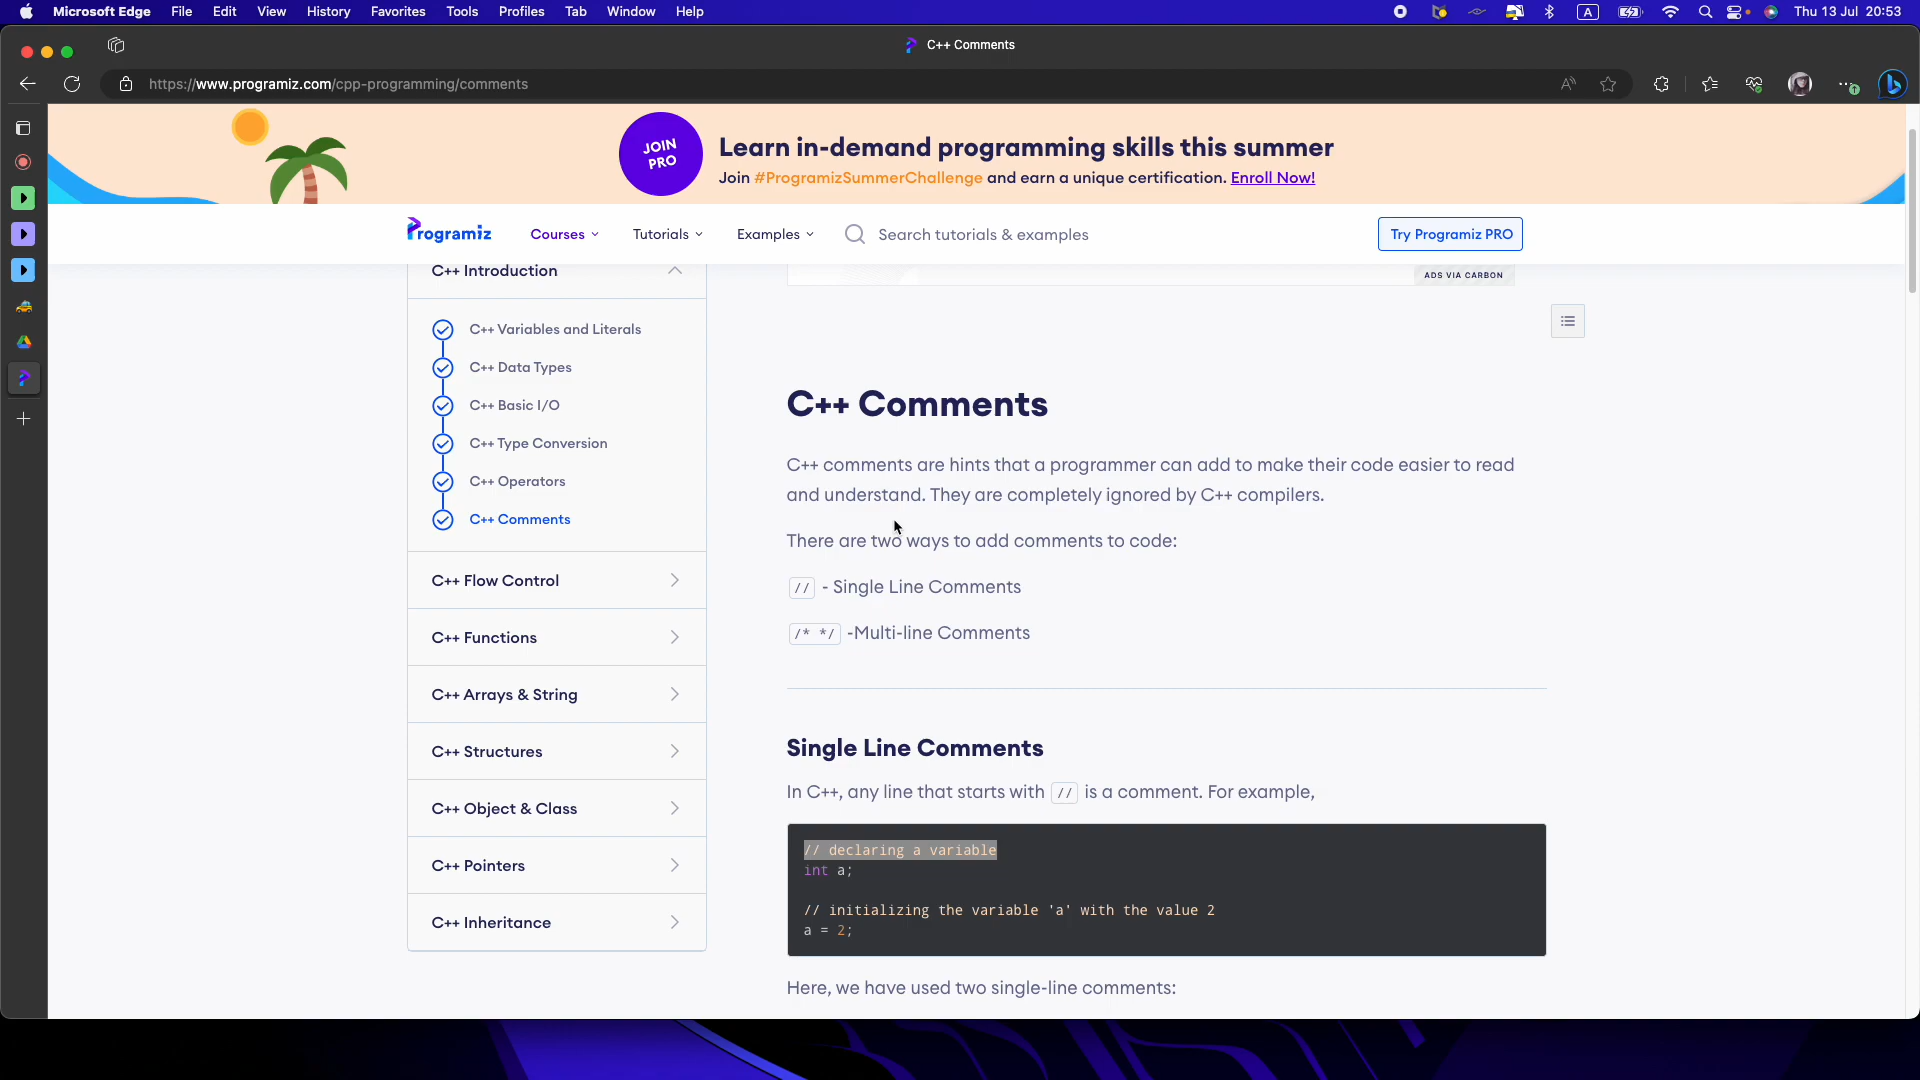 Microsoft Edge File Edit View History Favorites Tools Profiles Tab Window Help A Thu 13 Jul 20:53
C++ Comments
https://www.programiz.com/cpp-programming/comments
JOIN PRO
Learn in-demand programming skills this summer
Join #ProgramizSummerChallenge and earn a unique certification. Enroll Now!
Programiz Courses Tutorials Examples Search tutorials & examples Try Programiz PRO
C++ Introduction
C++ Variables and Literals
C++ Data Types
C++ Basic I/O
C++ Type Conversion
C++ Operators
C++ Comments
C++ Flow Control
C++ Functions
C++ Arrays & String
C++ Structures
C++ Object & Class
C++ Pointers
C++ Inheritance
ADS VIA CARBON
C++ Comments
C++ comments are hints that a programmer can add to make their code easier to read
and understand. They are completely ignored by C++ compilers.
There are two ways to add comments to code:
// - Single Line Comments
/* */ -Multi-line Comments
Single Line Comments
In C++, any line that starts with // is a comment. For example,
// declaring a variable
int a;
// initializing the variable 'a' with the value 2
a = 2;
Here, we have used two single-line comments: